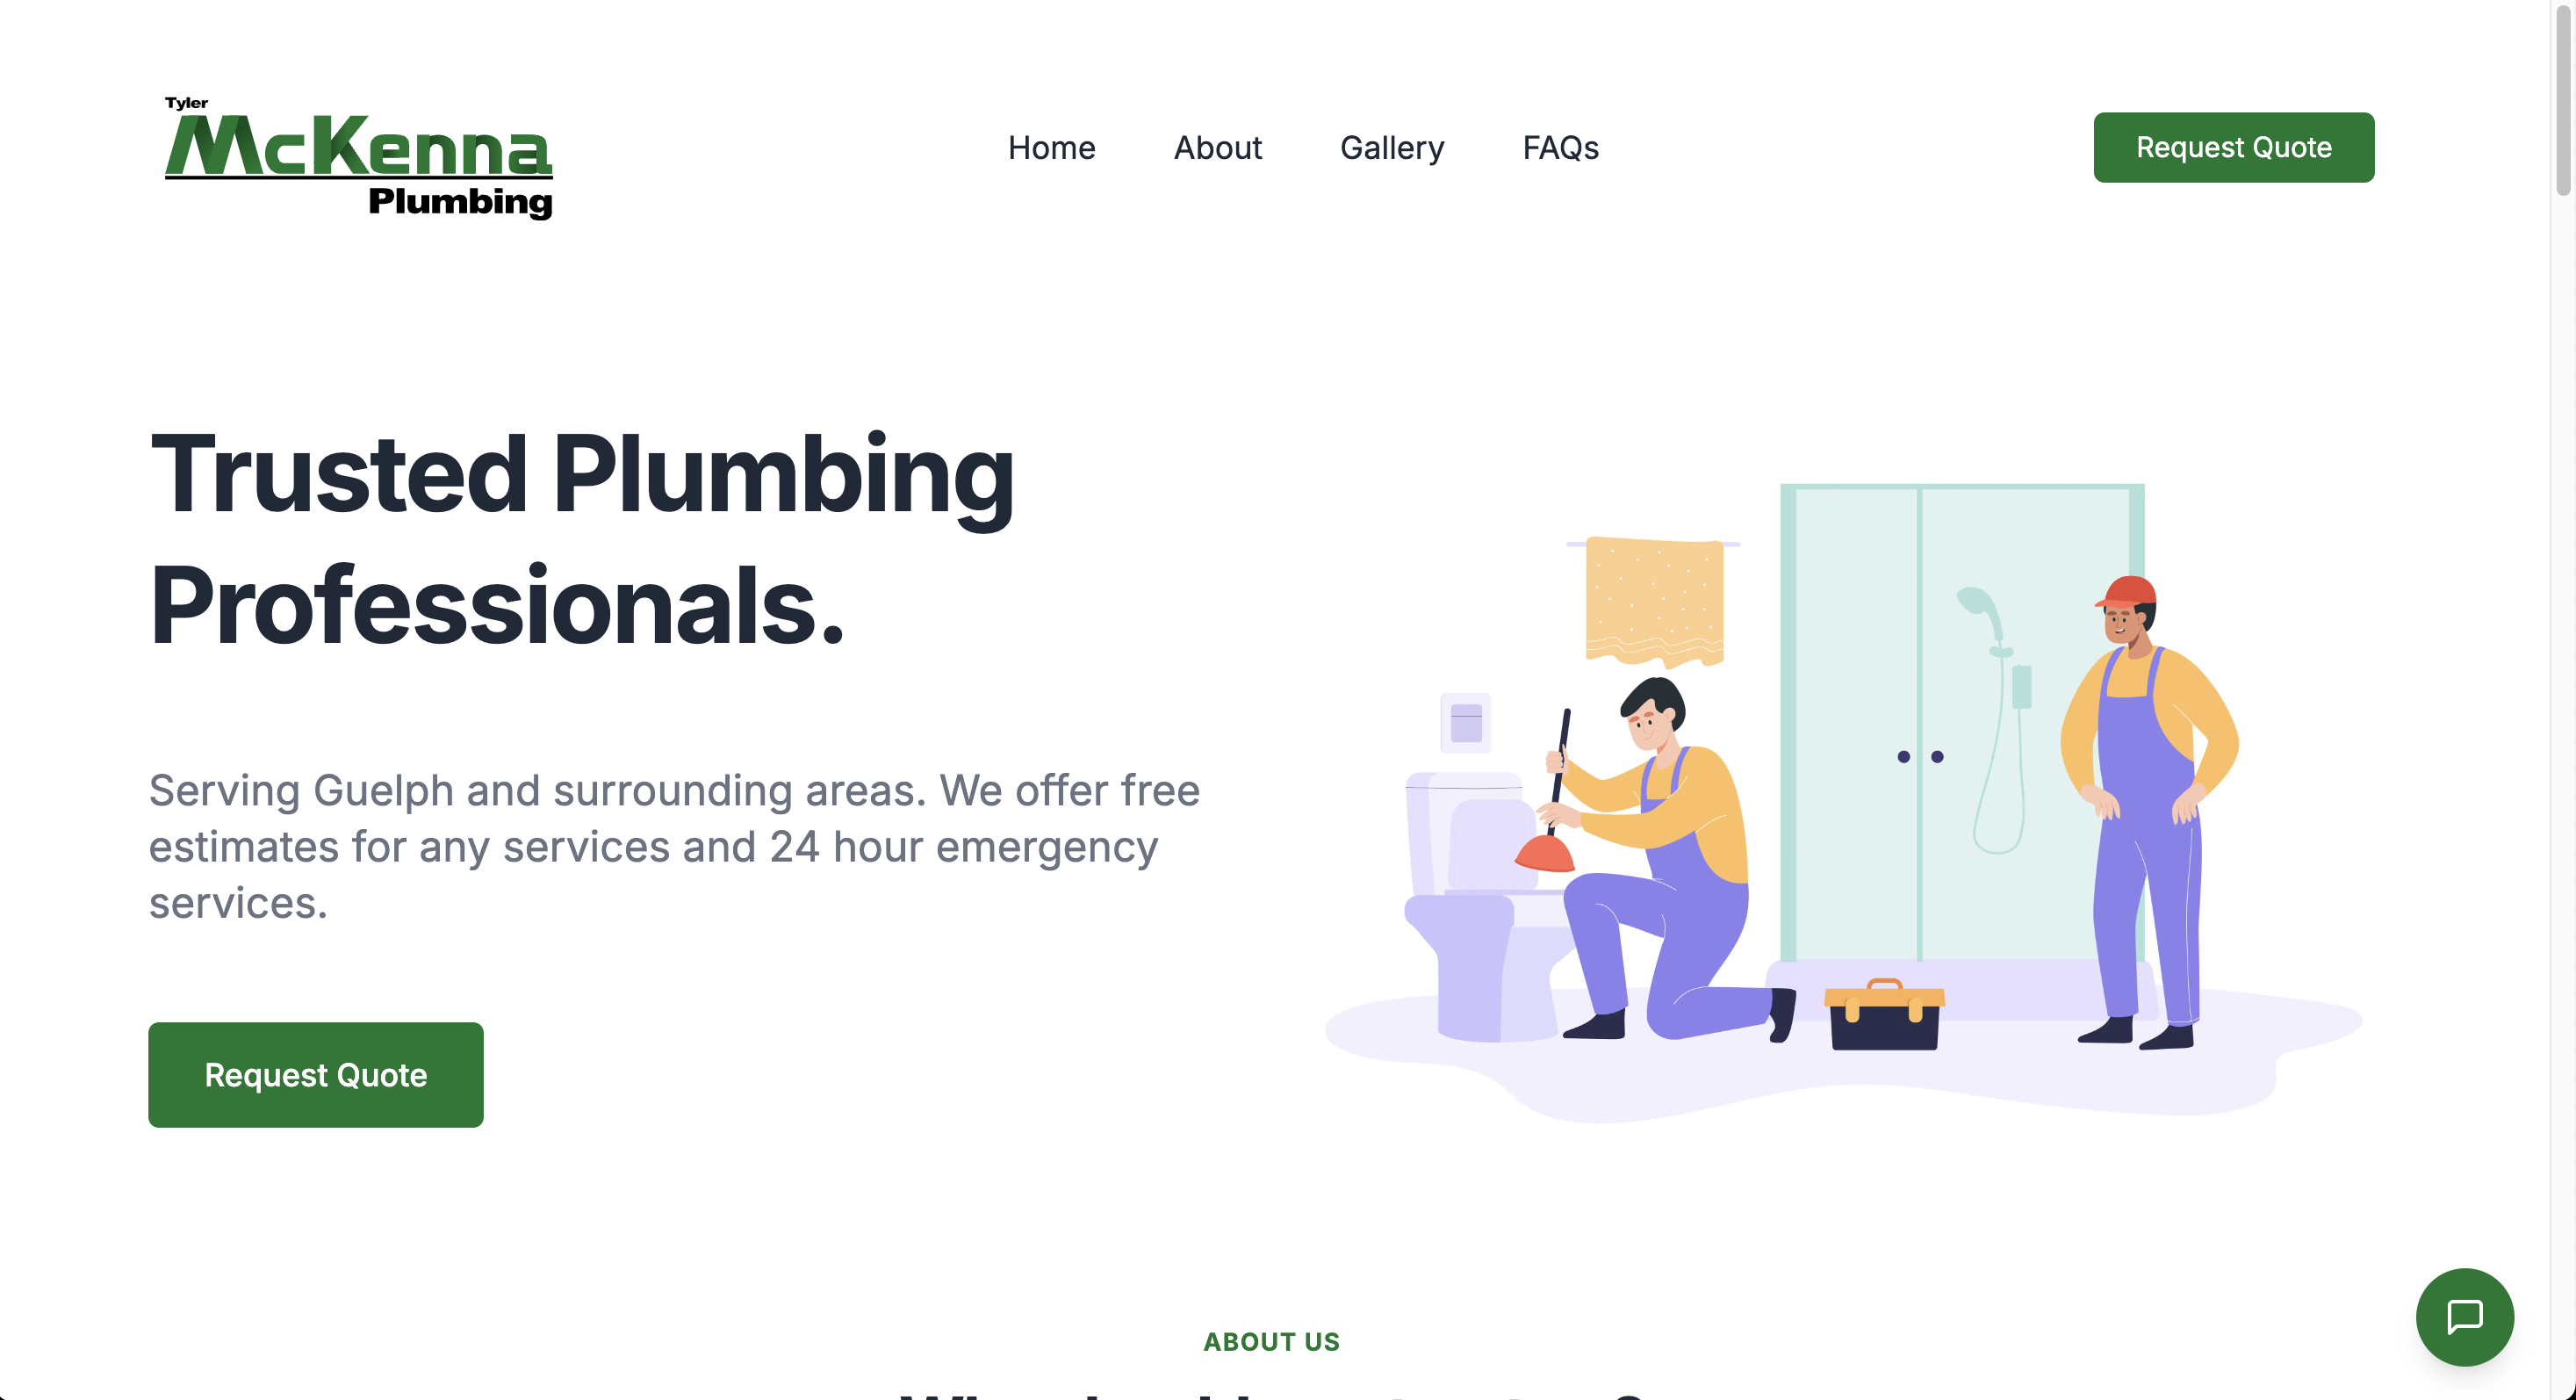 Tyler
McKenna
Plumbing
Home About Gallery FAQs
Request Quote
Trusted Plumbing
Professionals.
Serving Guelph and surrounding areas. We offer free
estimates for any services and 24 hour emergency
services.
Request Quote
ABOUT US